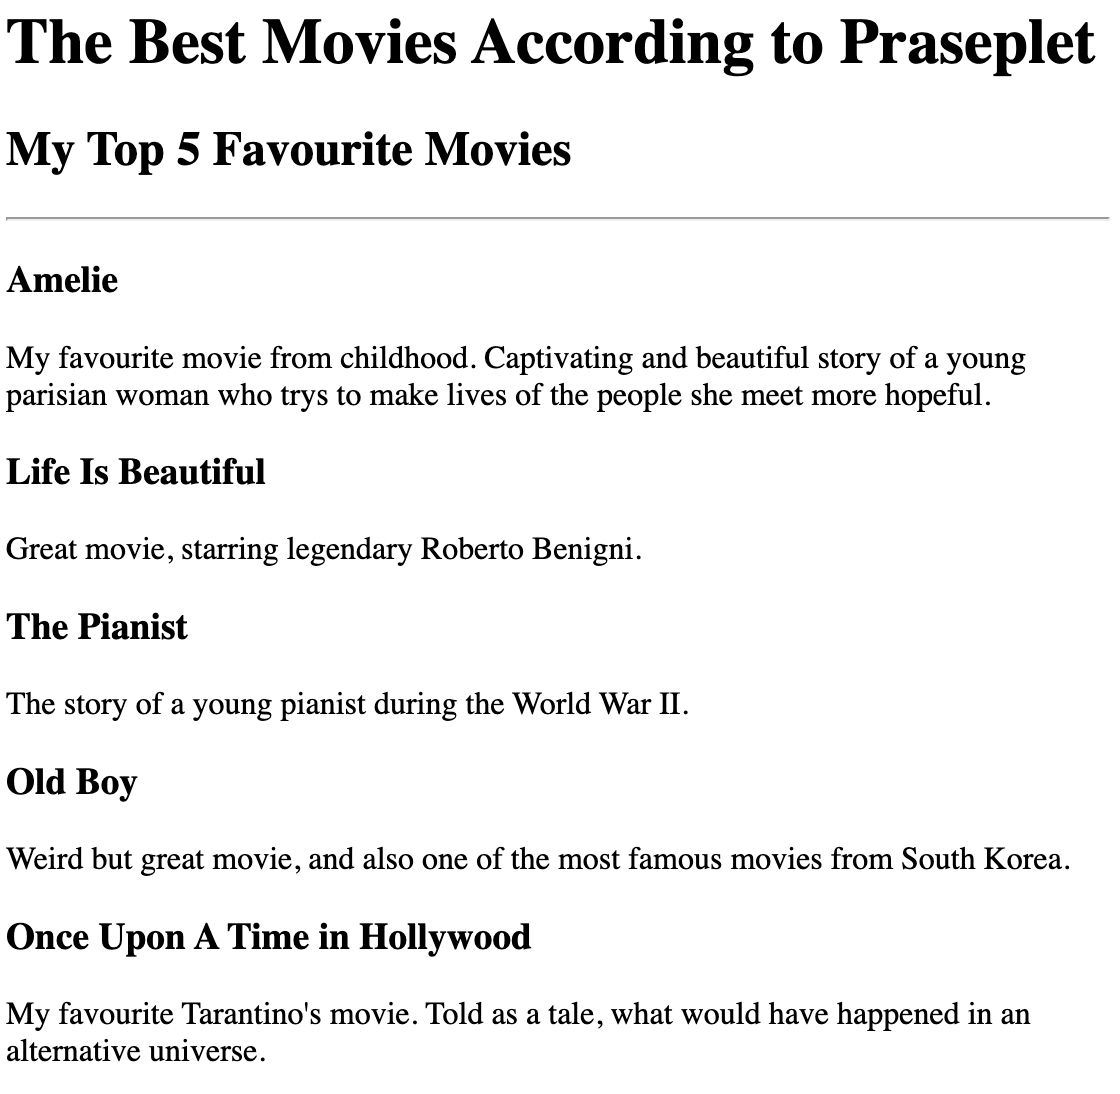 The Best Movies According to Praseplet
My Top 5 Favourite Movies
Amelie
My favourite movie from childhood. Captivating and beautiful story of a young
parisian woman who trys to make lives of the people she meet more hopeful.
Life Is Beautiful
Great movie, starring legendary Roberto Benigni.
The Pianist
The story of a young pianist during the World War II.
Old Boy
Weird but great movie, and also one of the most famous movies from South Korea.
Once Upon A Time in Hollywood
My favourite Tarantino's movie. Told as a tale, what would have happened in an
alternative universe.